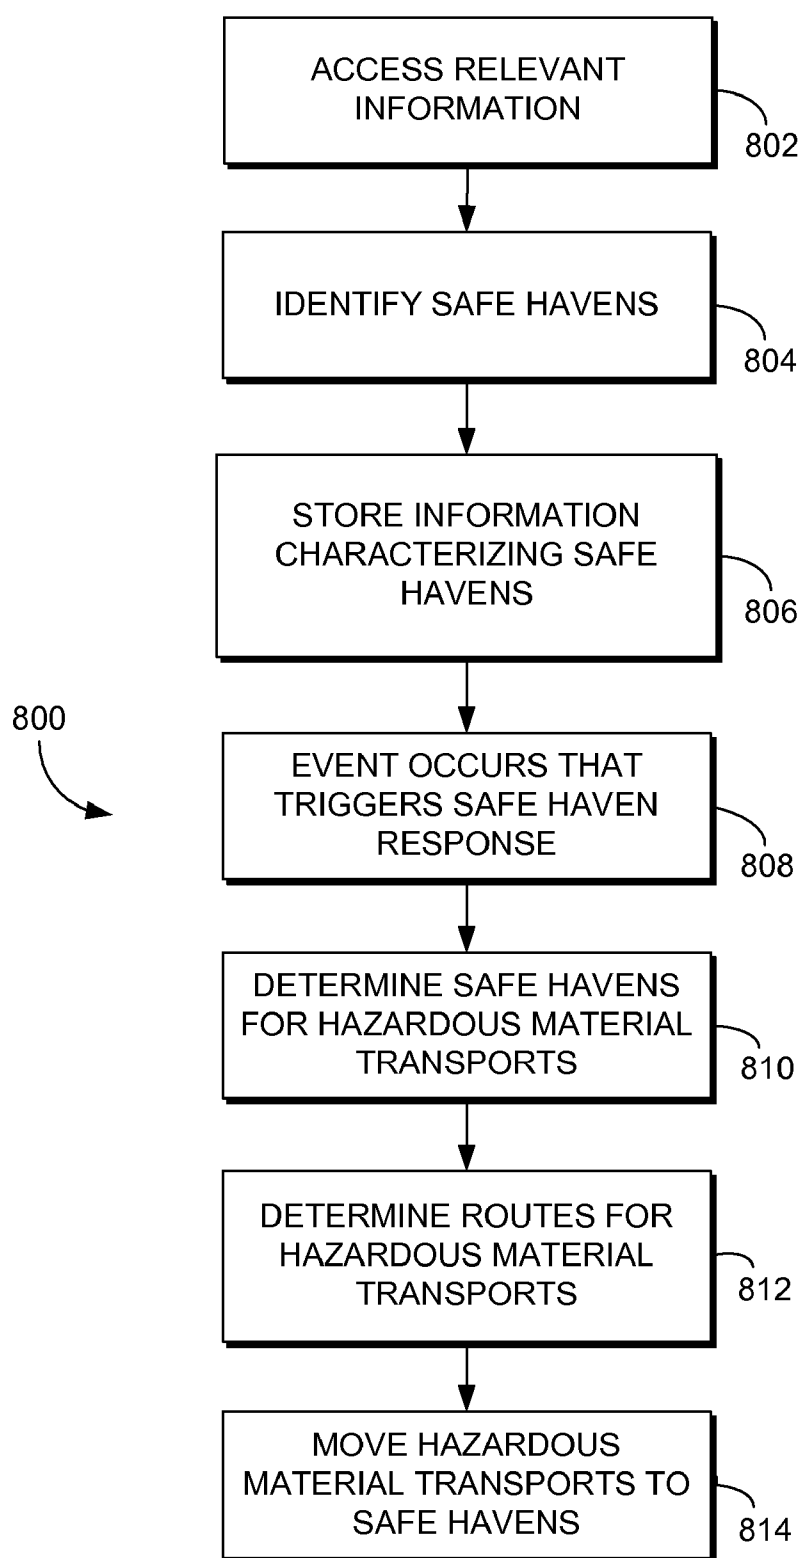 ACCESS RELEVANT
INFORMATION
802
IDENTIFY SAFE HAVENS
804
STORE INFORMATION
CHARACTERIZING SAFE
HAVENS
806
800
EVENT OCCURS THAT
TRIGGERS SAFE HAVEN
RESPONSE
808
DETERMINE SAFE HAVENS
FOR HAZARDOUS MATERIAL
TRANSPORTS
810
DETERMINE ROUTES FOR
HAZARDOUS MATERIAL
TRANSPORTS
812
MOVE HAZARDOUS
MATERIAL TRANSPORTS TO
SAFE HAVENS
814